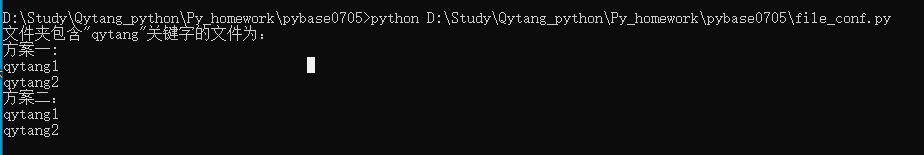 D:\Study\Qytang_python\Py_homework\pybase0705>python D:\Study\Qytang_python\Py_homework\pybase0705\file_conf.py
文件夹包含"qytang"关键字的文件为:
方案一:
qytang1
qytang2
方案二:
qytang1
qytang2